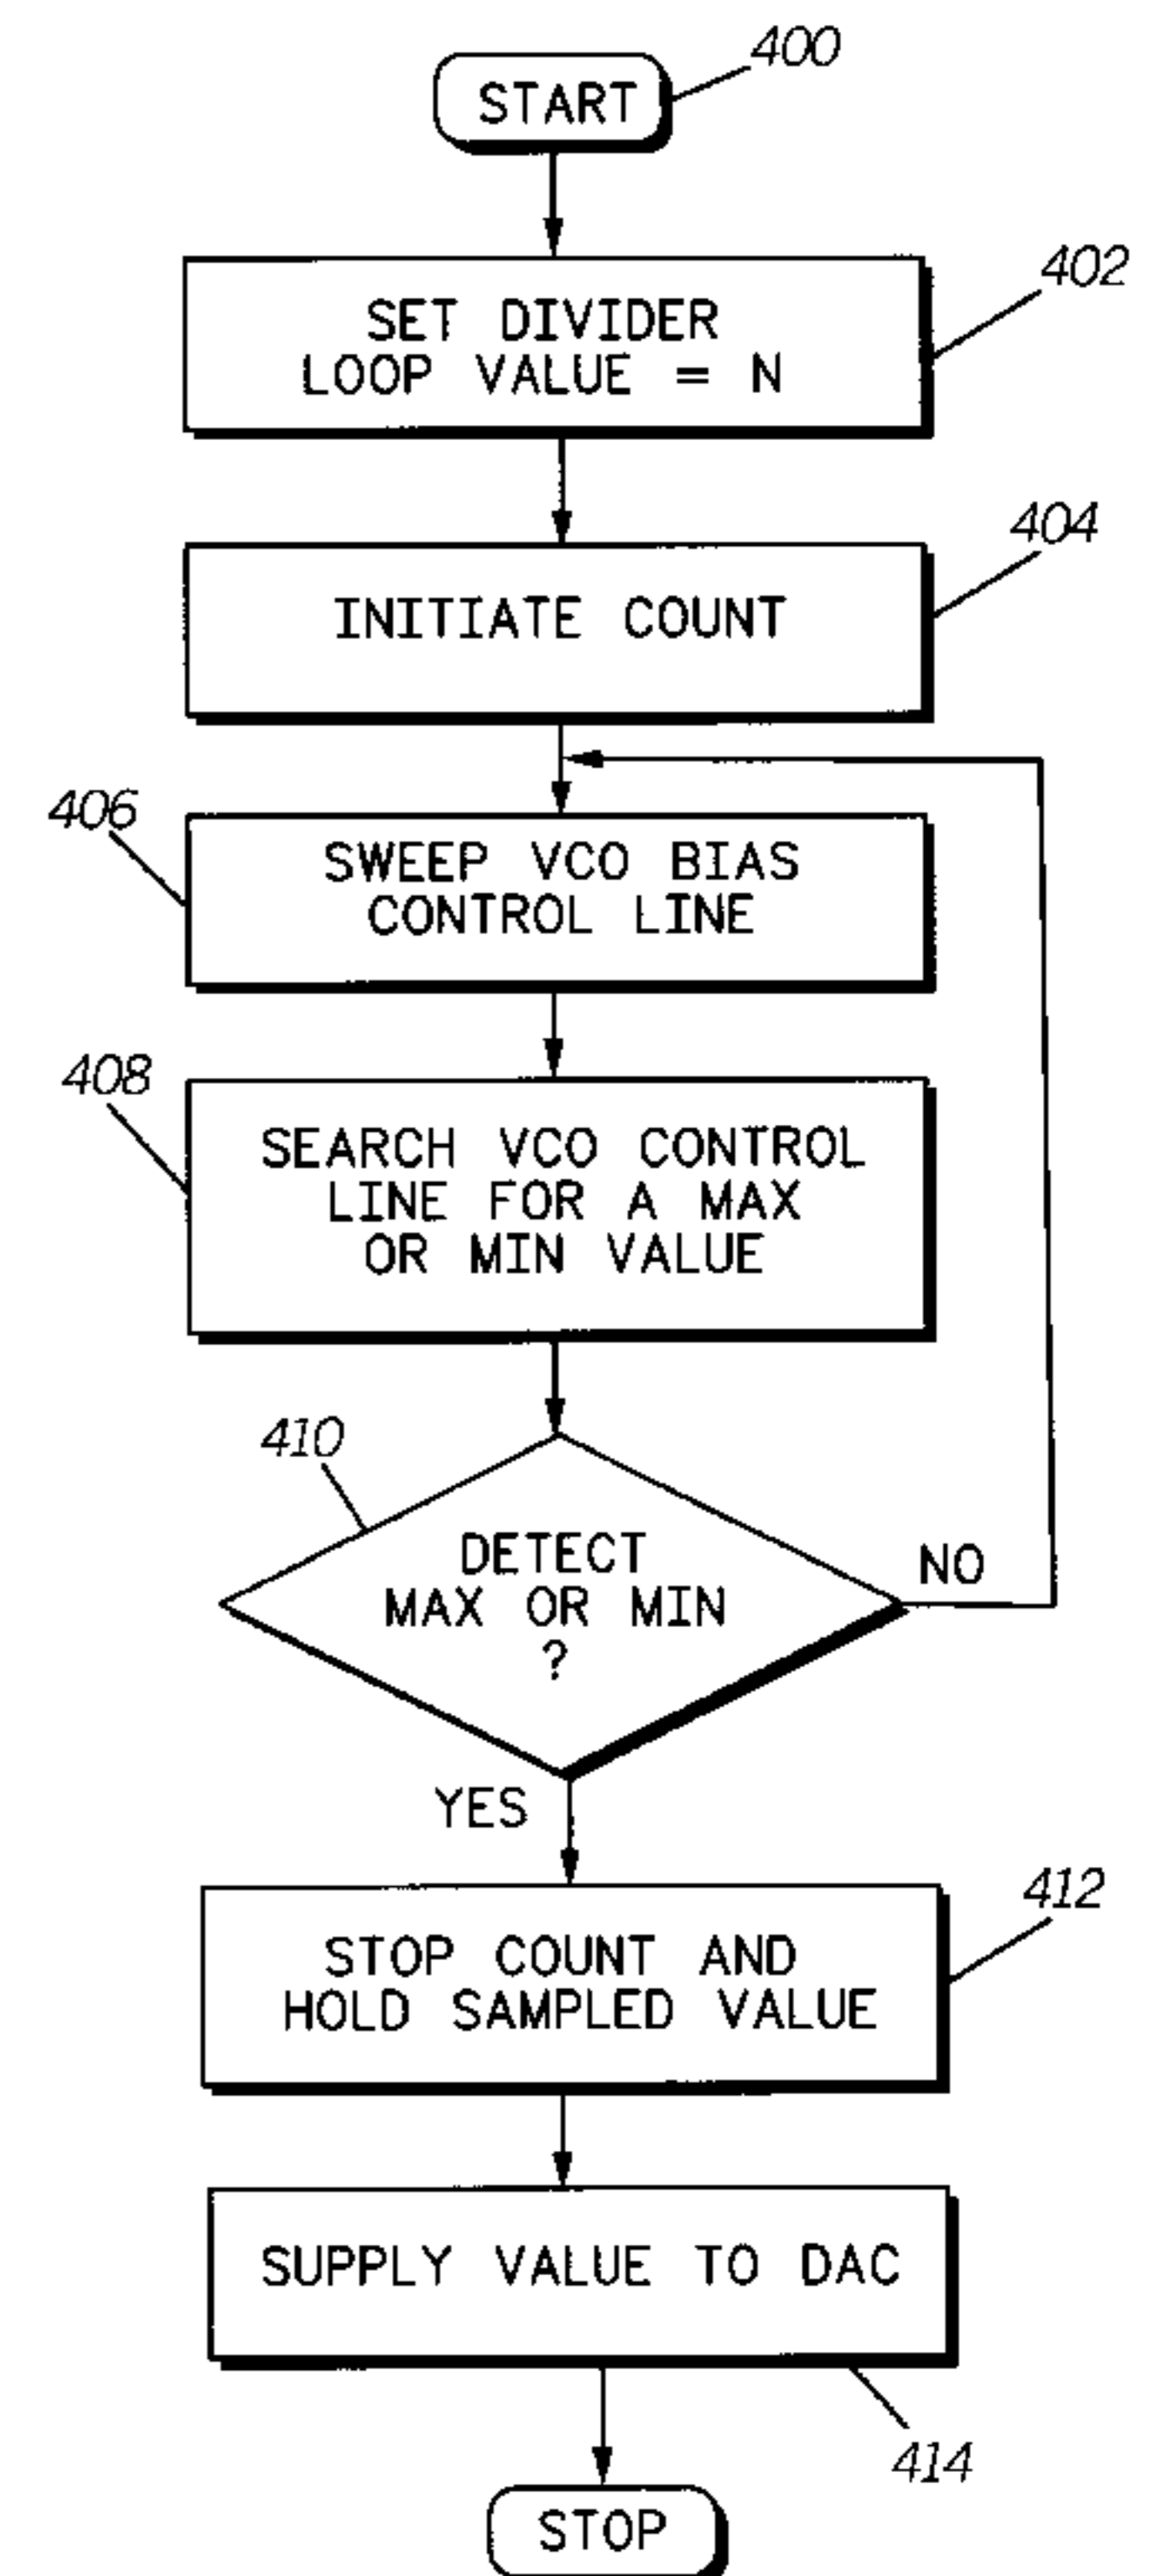 START
400
SET DIVIDER
LOOP VALUE = N
402
INITIATE COUNT
404
406
SWEEP VCO BIAS
CONTROL LINE
408
SEARCH VCO CONTROL
LINE FOR A MAX
OR MIN VALUE
410
DETECT
MAX OR MIN
?
NO
YES
412
STOP COUNT AND
HOLD SAMPLED VALUE
SUPPLY VALUE TO DAC
414
STOP